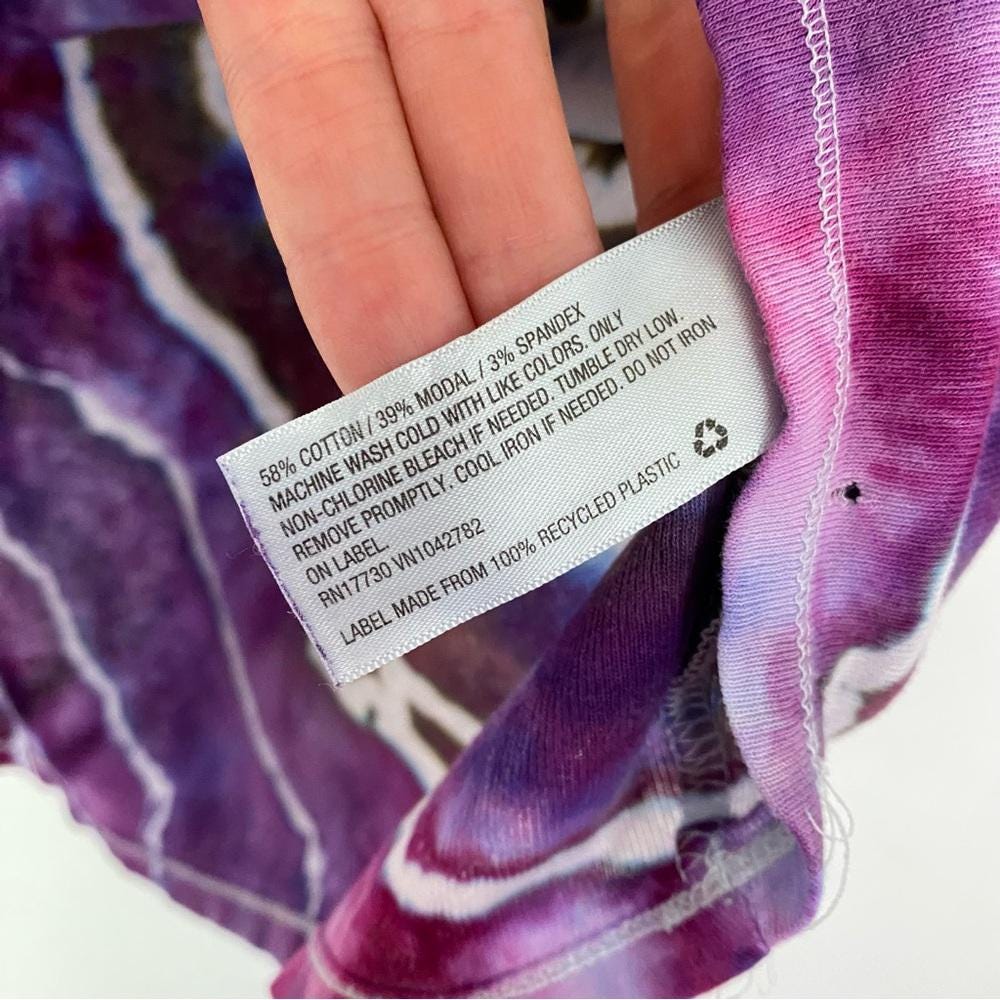 58% COTTON / 39% MODAL / 3% SPANDEX
MACHINE WASH COLD WITH LIKE COLORS. ONLY
NON-CHLORINE BLEACH IF NEEDED. TUMBLE DRY LOW.
REMOVE PROMPTLY. COOL IRON IF NEEDED. DO NOT IRON
ON LABEL.
RN17730 VN1042782
LABEL MADE FROM 100% RECYCLED PLASTIC